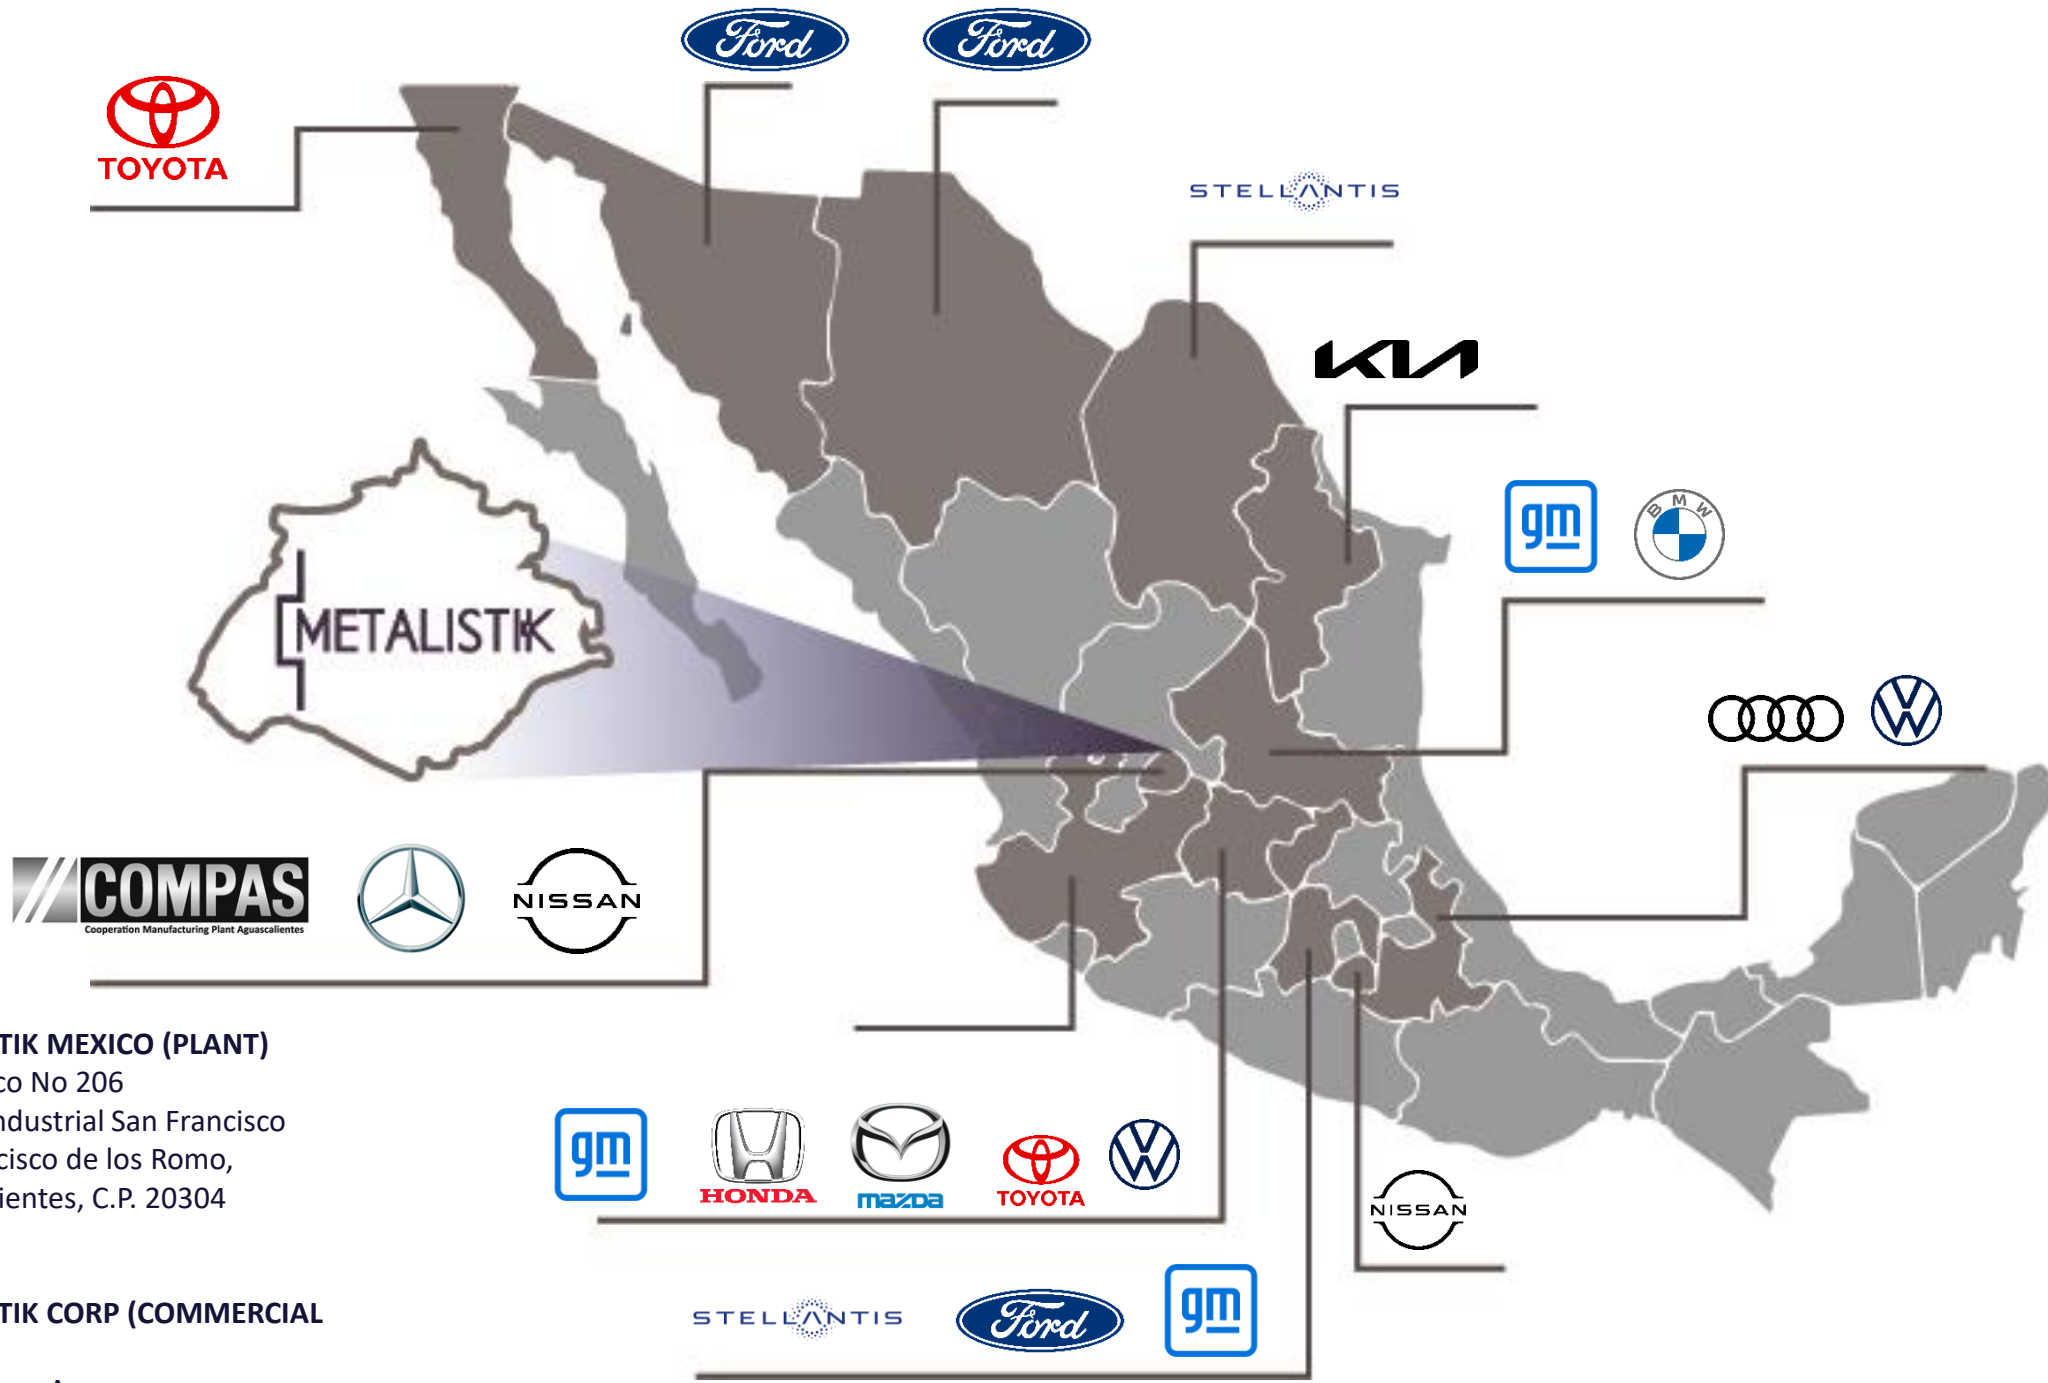 Ford
Ford
TOYOTA
STELLANTIS
KIA
gm
BMW
METALISTIK
COMPAS
Cooperation Manufacturing Plant Aguascalientes
NISSAN
TIK MEXICO (PLANT)
co No 206
ndustrial San Francisco
cisco de los Romo,
ientes, C.P. 20304
gm
HONDA
mazda
TOYOTA
NISSAN
TIK CORP (COMMERCIAL
STELLANTIS
Ford
gm